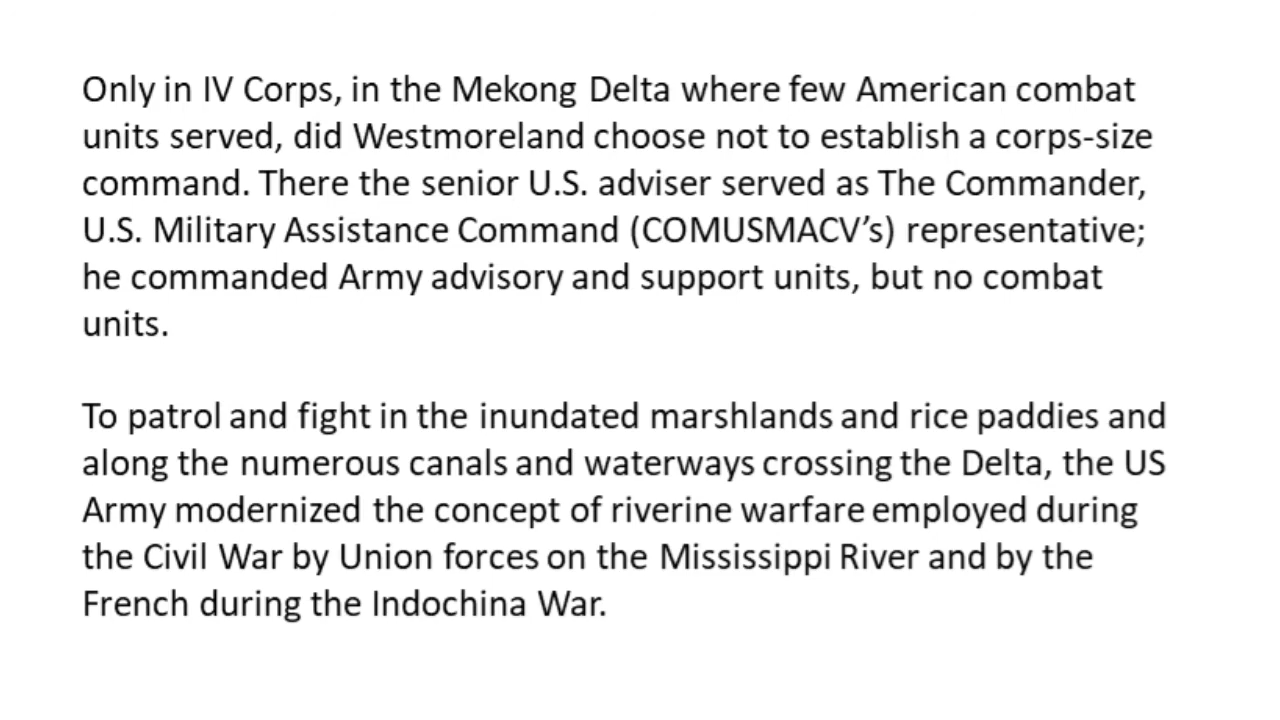 Only in IV Corps, in the Mekong Delta where few American combat
units served, did Westmoreland choose not to establish a corps-size
command. There the senior U.S. adviser served as The Commander,
U.S. Military Assistance Command (COMUSMACV’s) representative;
he commanded Army advisory and support units, but no combat
units.
To patrol and fight in the inundated marshlands and rice paddies and
along the numerous canals and waterways crossing the Delta, the US
Army modernized the concept of riverine warfare employed during
the Civil War by Union forces on the Mississippi River and by the
French during the Indochina War.